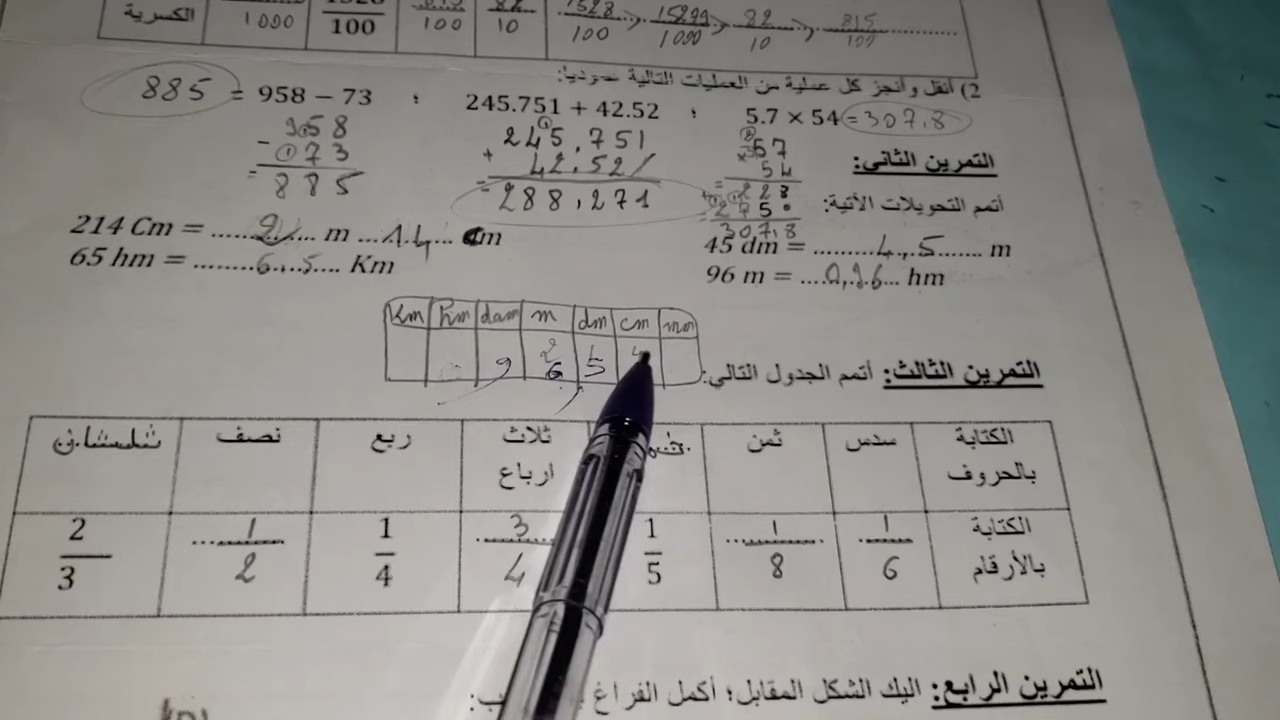 الكسرية 1000 1528/100 815/100 82/10 1528/100 ; 15299/1000 ; 82/10 ; 815/100
2) أنقل وأنجز كل عملية من العمليات التالية عموديا:
885 = 958 − 73 ; 245.751 + 42.52 ; 5.7 × 54 = 307,8
958 245,751 57
- 073 + 42.52 × 54
= 885 = 288,271 228
307,8
التمرين الثاني:
أتمم التحويلات الآتية:
214 Cm = ......2...... m ...14... Cm
45 dm = .........4,.5....... m
65 hm = ........6,.5.... Km
96 m = ....0,96... hm
Km hm dam m dm cm mm
2
9 6 5
التمرين الثالث: أتمم الجدول التالي:
الكتابة بالحروف سدس ثمن ثلاث ارباع ربع نصف
الكتابة بالأرقام 1/6 1/8 1/5 3/4 1/4 1/2 2/3
التمرين الرابع: اليك الشكل المقابل؛ أكمل الفراغ